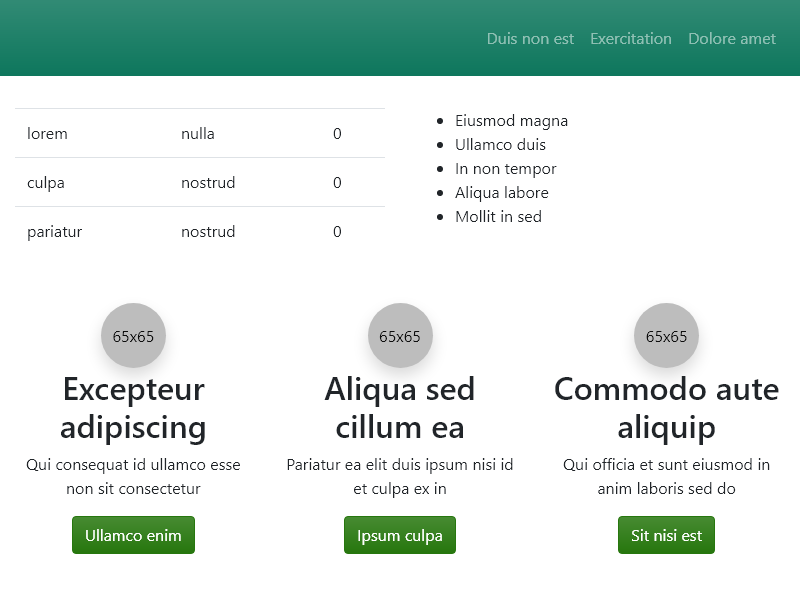 Duis non est Exercitation Dolore amet
lorem nulla 0
culpa nostrud 0
pariatur nostrud 0
Eiusmod magna
Ullamco duis
In non tempor
Aliqua labore
Mollit in sed
65x65
Excepteur
adipiscing
Qui consequat id ullamco esse
non sit consectetur
Ullamco enim
65x65
Aliqua sed
cillum ea
Pariatur ea elit duis ipsum nisi id
et culpa ex in
Ipsum culpa
65x65
Commodo aute
aliquip
Qui officia et sunt eiusmod in
anim laboris sed do
Sit nisi est